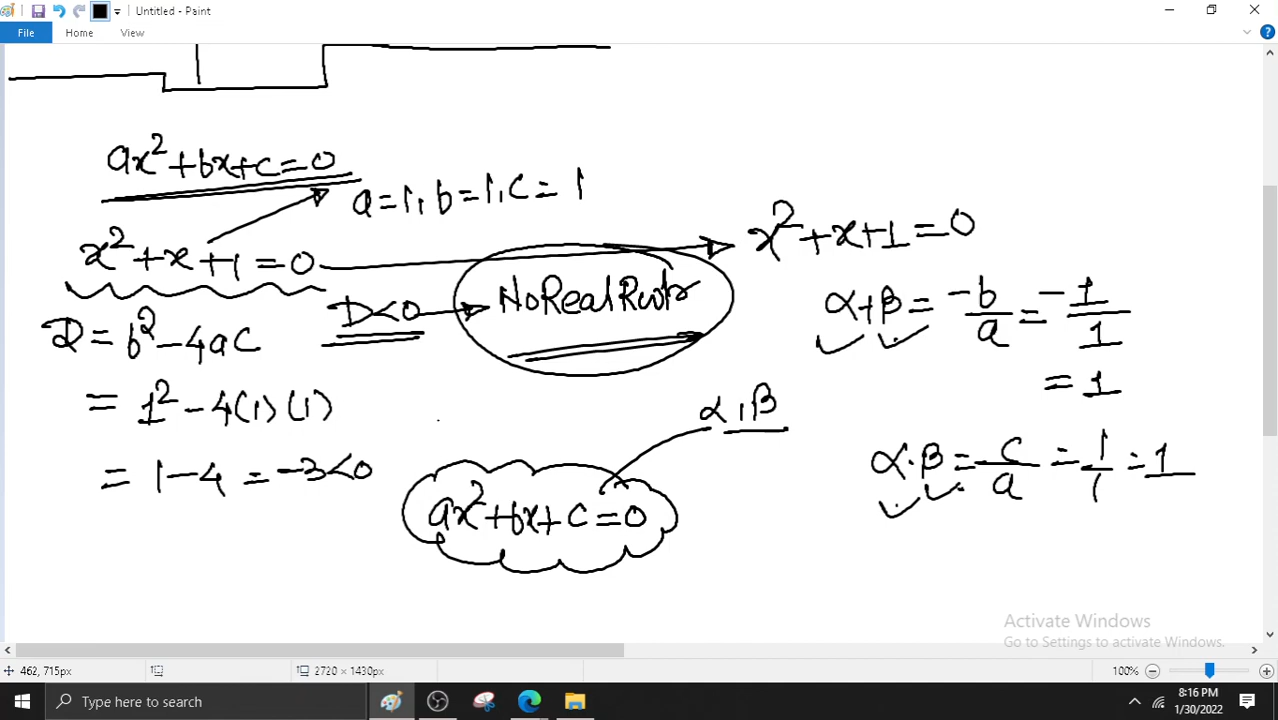 Untitled - Paint
File Home View
ax²+bx+c=0
a=1, b=1, c=1
x²+x+1=0
D<0
No Real Roots
D=b²-4ac
= 1²-4(1)(1)
= 1-4=-3<0
α,β
ax²+bx+c=0
x²+x+1=0
α+β=-b/a=-1/1
=1
α·β=c/a=1/1=1
Activate Windows
Go to Settings to activate Windows.
462, 715px
2720 × 1430px
100%
Type here to search
8:16 PM
1/30/2022